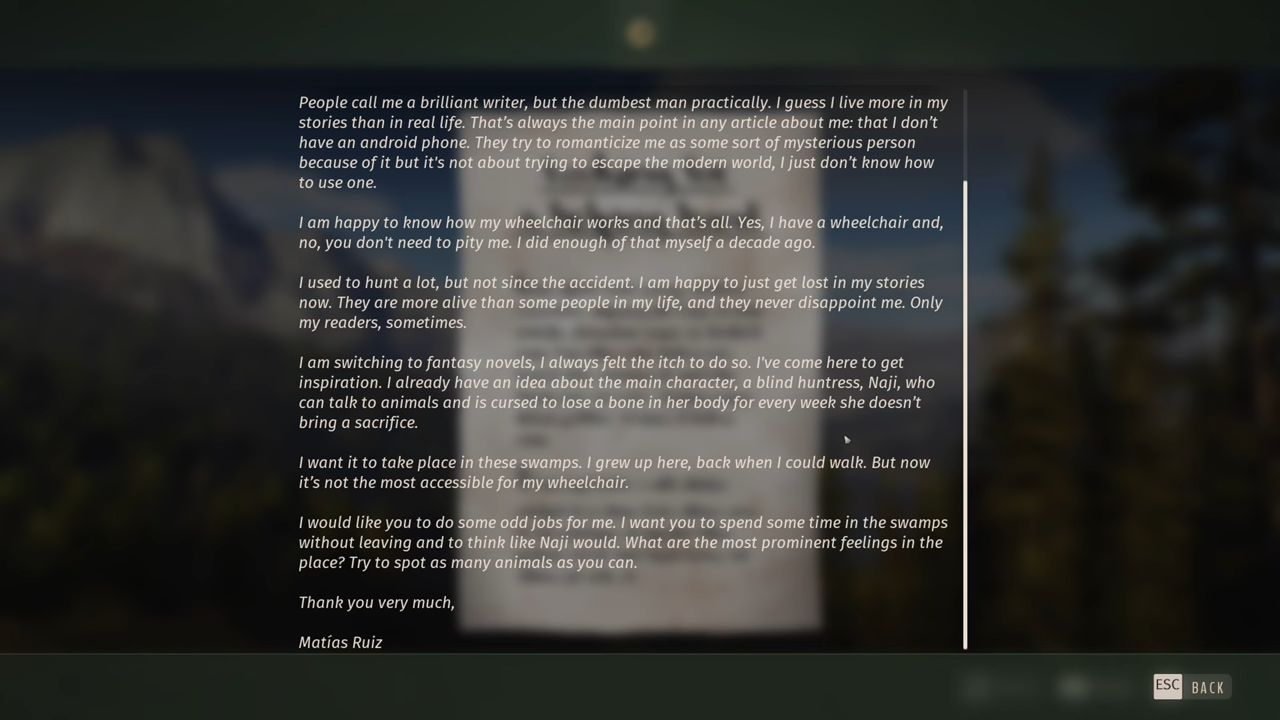 People call me a brilliant writer, but the dumbest man practically. I guess I live more in my
stories than in real life. That's always the main point in any article about me: that I don't
have an android phone. They try to romanticize me as some sort of mysterious person
because of it but it's not about trying to escape the modern world, I just don't know how
to use one.
I am happy to know how my wheelchair works and that's all. Yes, I have a wheelchair and,
no, you don't need to pity me. I did enough of that myself a decade ago.
I used to hunt a lot, but not since the accident. I am happy to just get lost in my stories
now. They are more alive than some people in my life, and they never disappoint me. Only
my readers, sometimes.
I am switching to fantasy novels, I always felt the itch to do so. I've come here to get
inspiration. I already have an idea about the main character, a blind huntress, Naji, who
can talk to animals and is cursed to lose a bone in her body for every week she doesn't
bring a sacrifice.
I want it to take place in these swamps. I grew up here, back when I could walk. But now
it's not the most accessible for my wheelchair.
I would like you to do some odd jobs for me. I want you to spend some time in the swamps
without leaving and to think like Naji would. What are the most prominent feelings in the
place? Try to spot as many animals as you can.
Thank you very much,
Matías Ruiz
ESC BACK